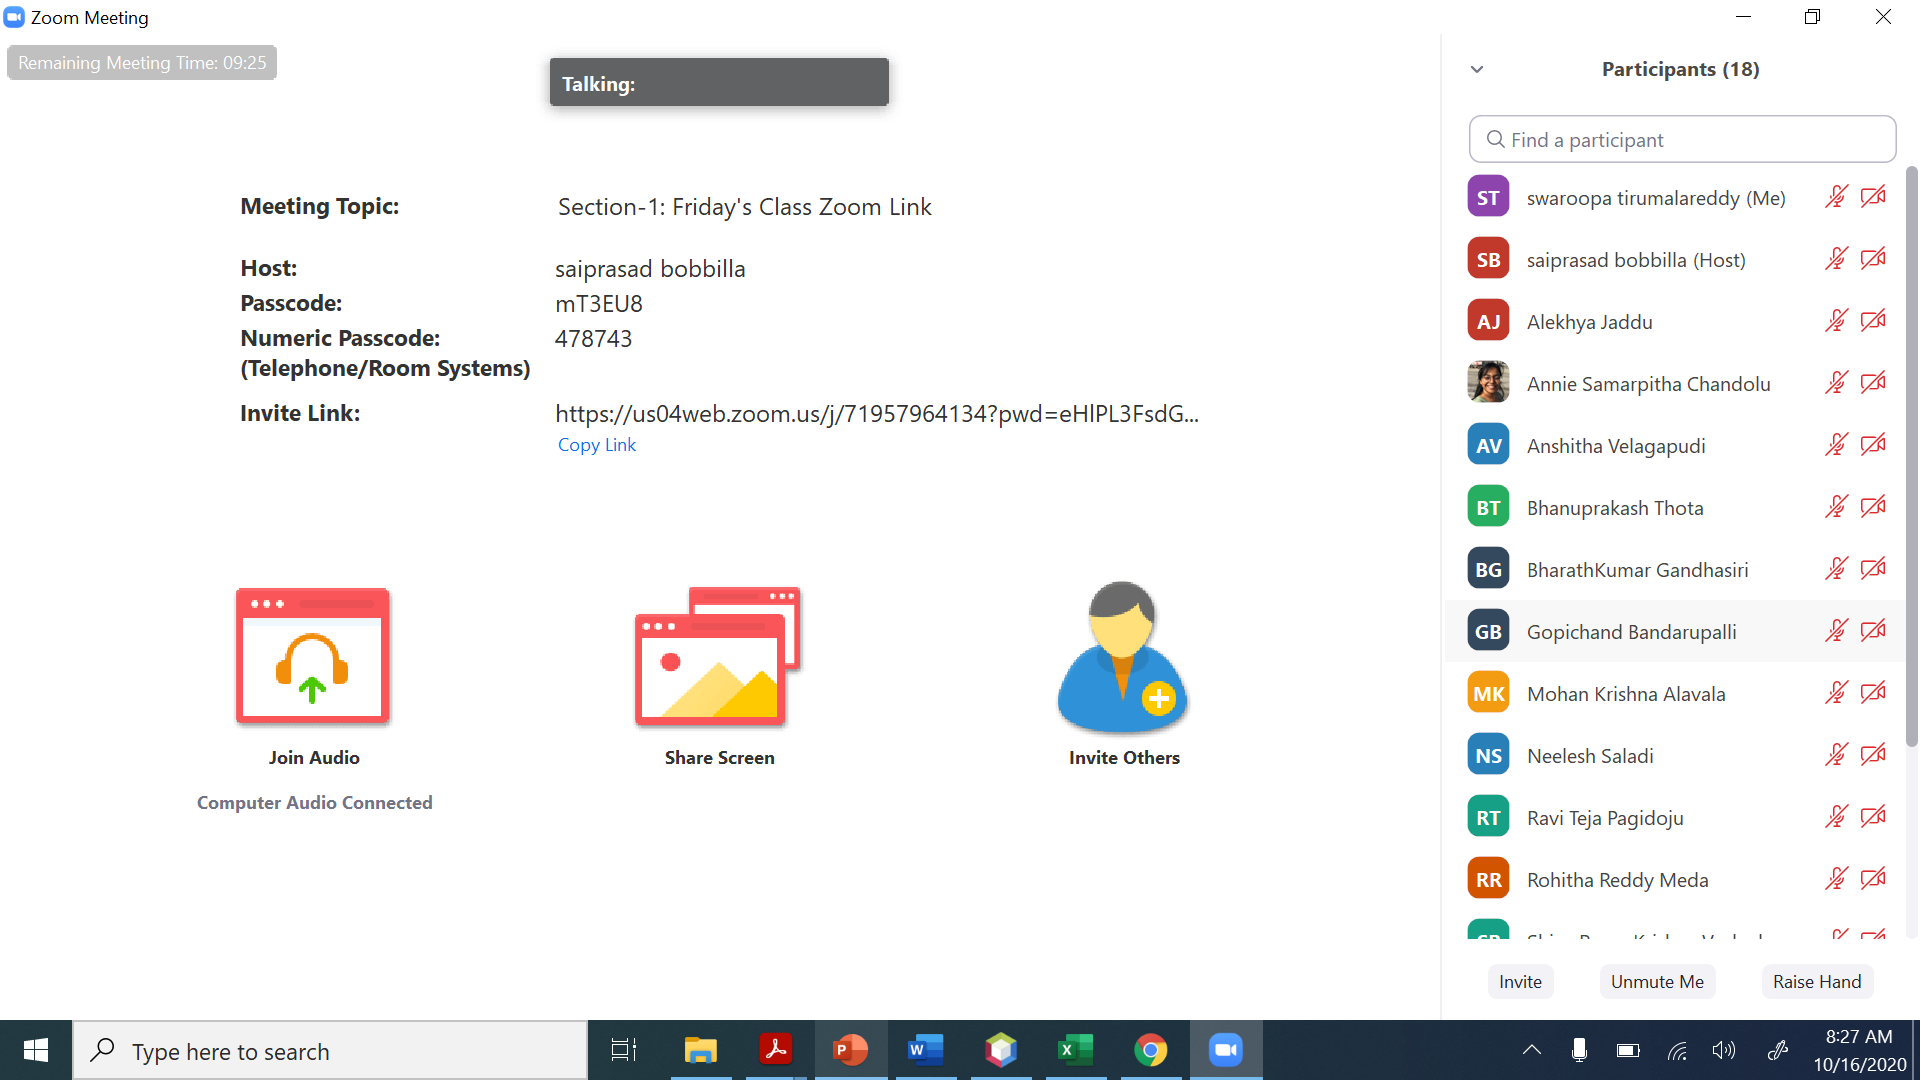 Zoom Meeting
Remaining Meeting Time: 09:25
Talking:
Meeting Topic: Section-1: Friday's Class Zoom Link
Host: saiprasad bobbilla
Passcode: mT3EU8
Numeric Passcode: 478743
(Telephone/Room Systems)
Invite Link: https://us04web.zoom.us/j/71957964134?pwd=eHlPL3FsdG...
Copy Link
Join Audio
Computer Audio Connected
Share Screen
Invite Others
Participants (18)
Find a participant
ST swaroopa tirumalareddy (Me)
SB saiprasad bobbilla (Host)
AJ Alekhya Jaddu
Annie Samarpitha Chandolu
AV Anshitha Velagapudi
BT Bhanuprakash Thota
BG BharathKumar Gandhasiri
GB Gopichand Bandarupalli
MK Mohan Krishna Alavala
NS Neelesh Saladi
RT Ravi Teja Pagidoju
RR Rohitha Reddy Meda
Invite Unmute Me Raise Hand
Type here to search
8:27 AM
10/16/2020